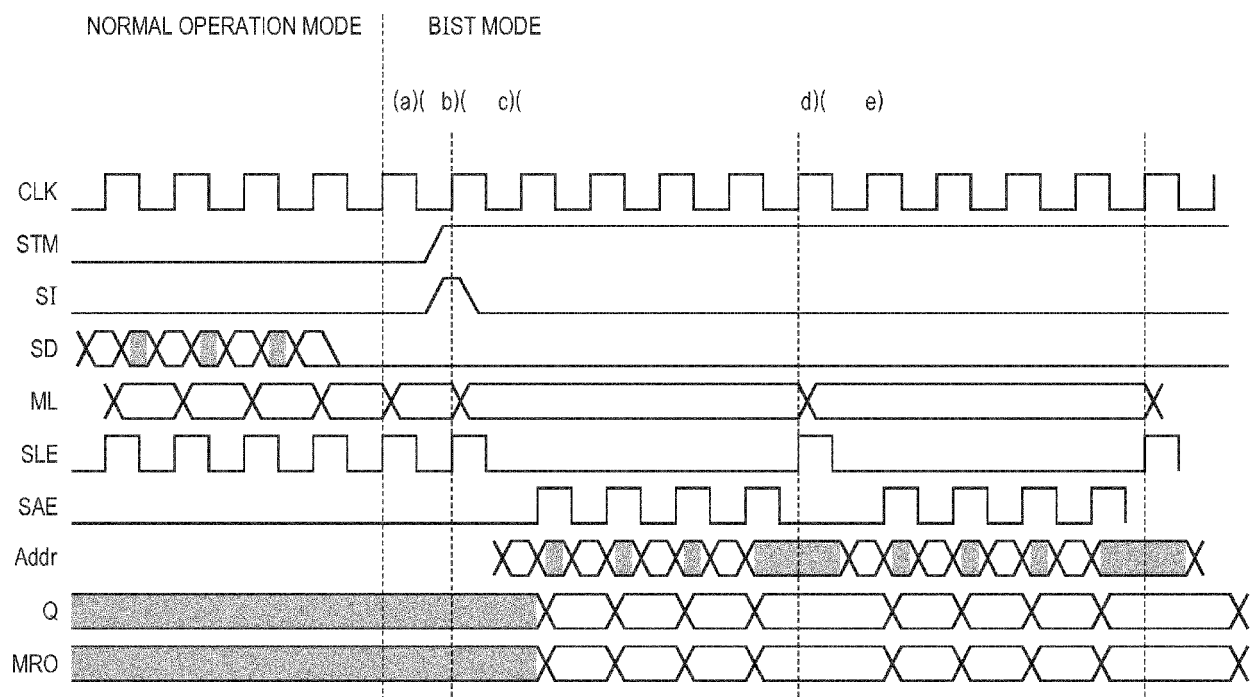 NORMAL OPERATION MODE BIST MODE
(a)( b)( c)( d)( e)
CLK
STM
SI
SD
ML
SLE
SAE
Addr
Q
MRO